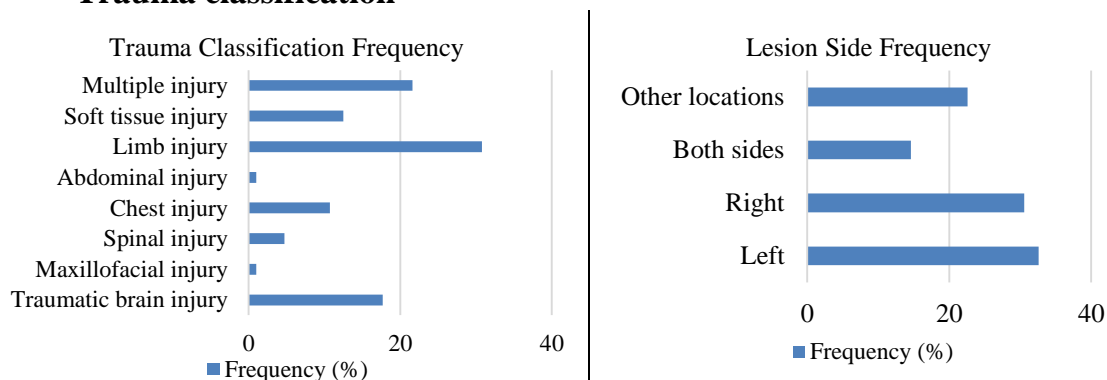 Trauma classification
Trauma Classification Frequency
Multiple injury
Soft tissue injury
Limb injury
Abdominal injury
Chest injury
Spinal injury
Maxillofacial injury
Traumatic brain injury
0 20 40
Frequency (%)
Lesion Side Frequency
Other locations
Both sides
Right
Left
0 20 40
Frequency (%)